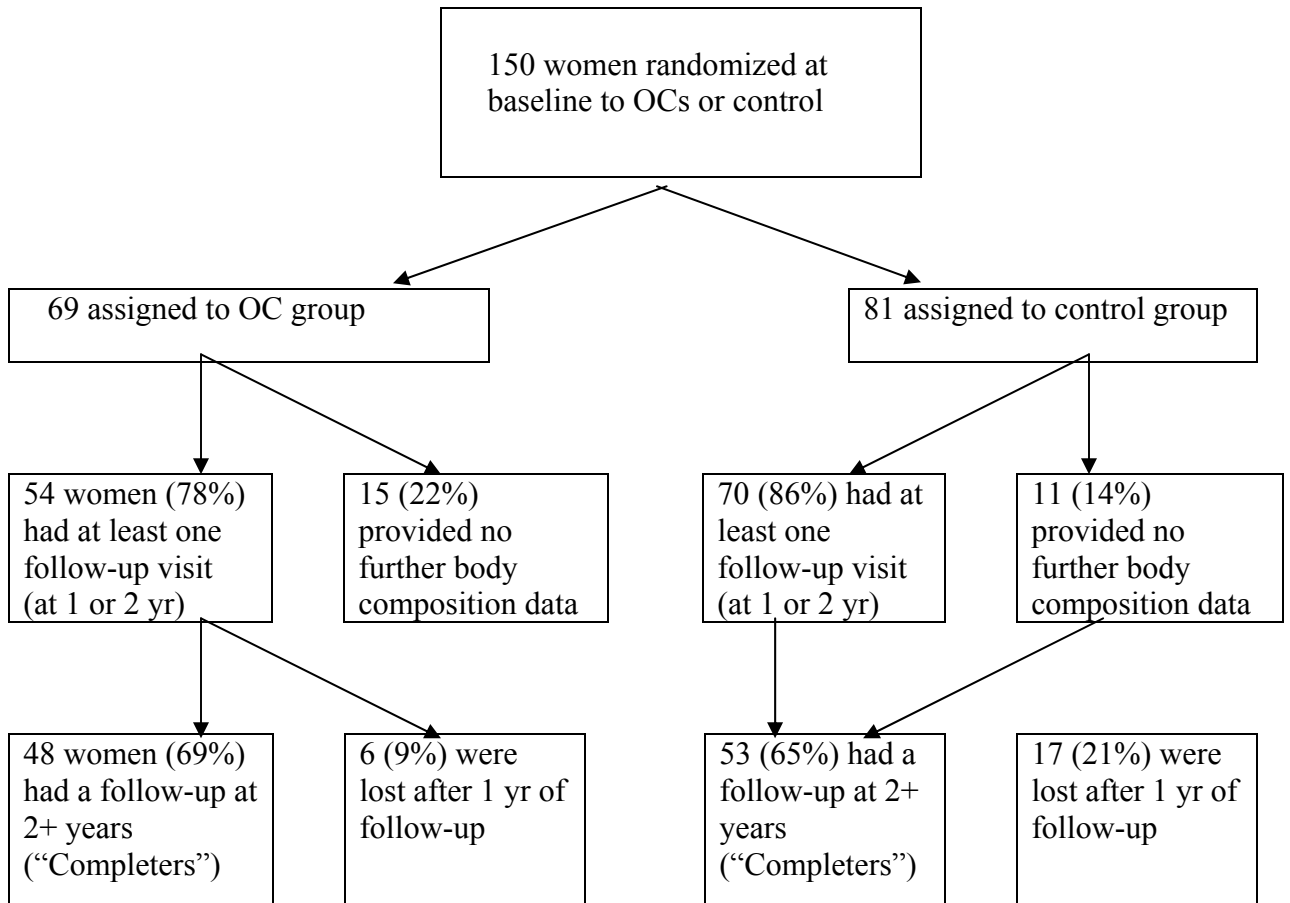 150 women randomized at
baseline to OCs or control
69 assigned to OC group
81 assigned to control group
54 women (78%)
had at least one
follow-up visit
(at 1 or 2 yr)
15 (22%)
provided no
further body
composition data
70 (86%) had at
least one
follow-up visit
(at 1 or 2 yr)
11 (14%)
provided no
further body
composition data
48 women (69%)
had a follow-up at
2+ years
(“Completers”)
6 (9%) were
lost after 1 yr of
follow-up
53 (65%) had a
follow-up at 2+
years
(“Completers”)
17 (21%) were
lost after 1 yr of
follow-up